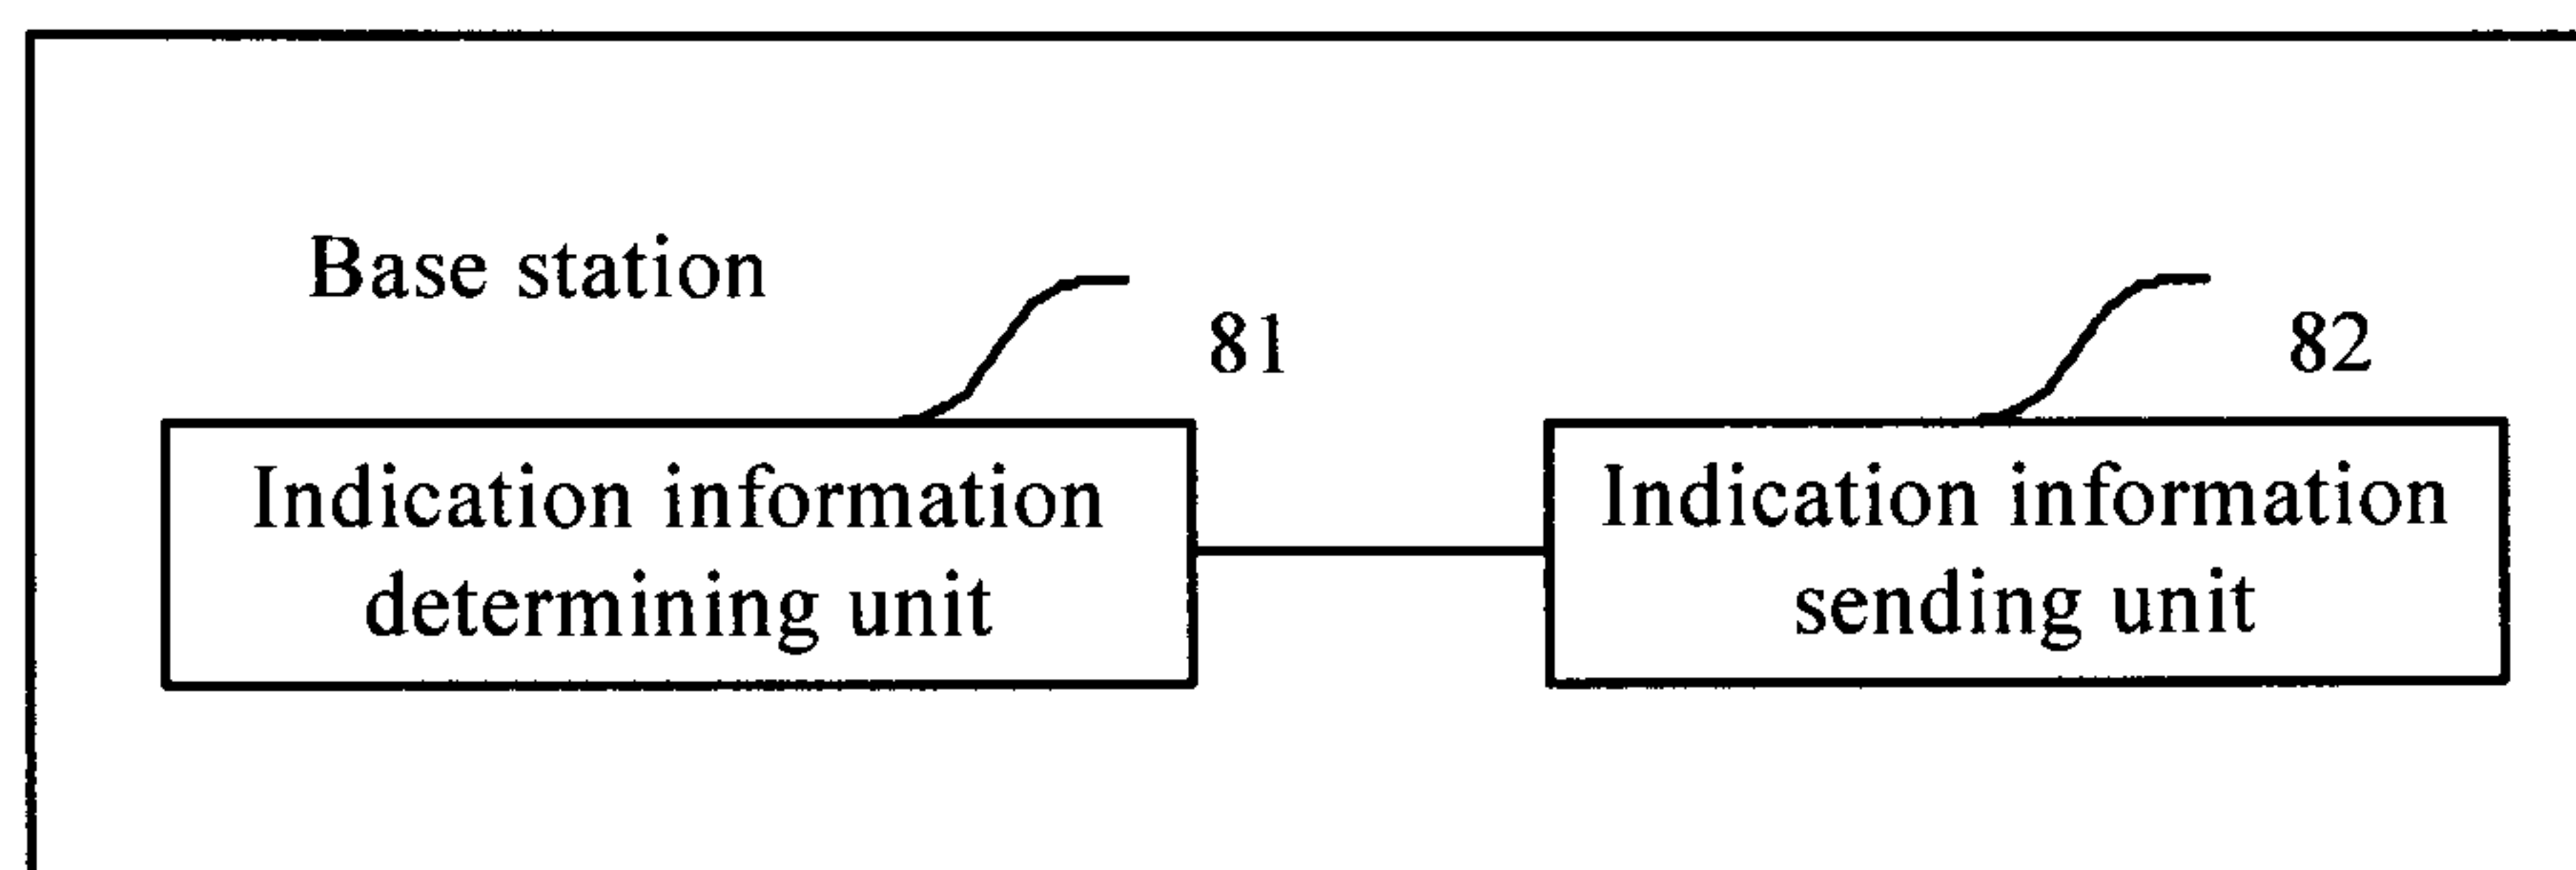 Base station
81
82
Indication information
determining unit
Indication information
sending unit